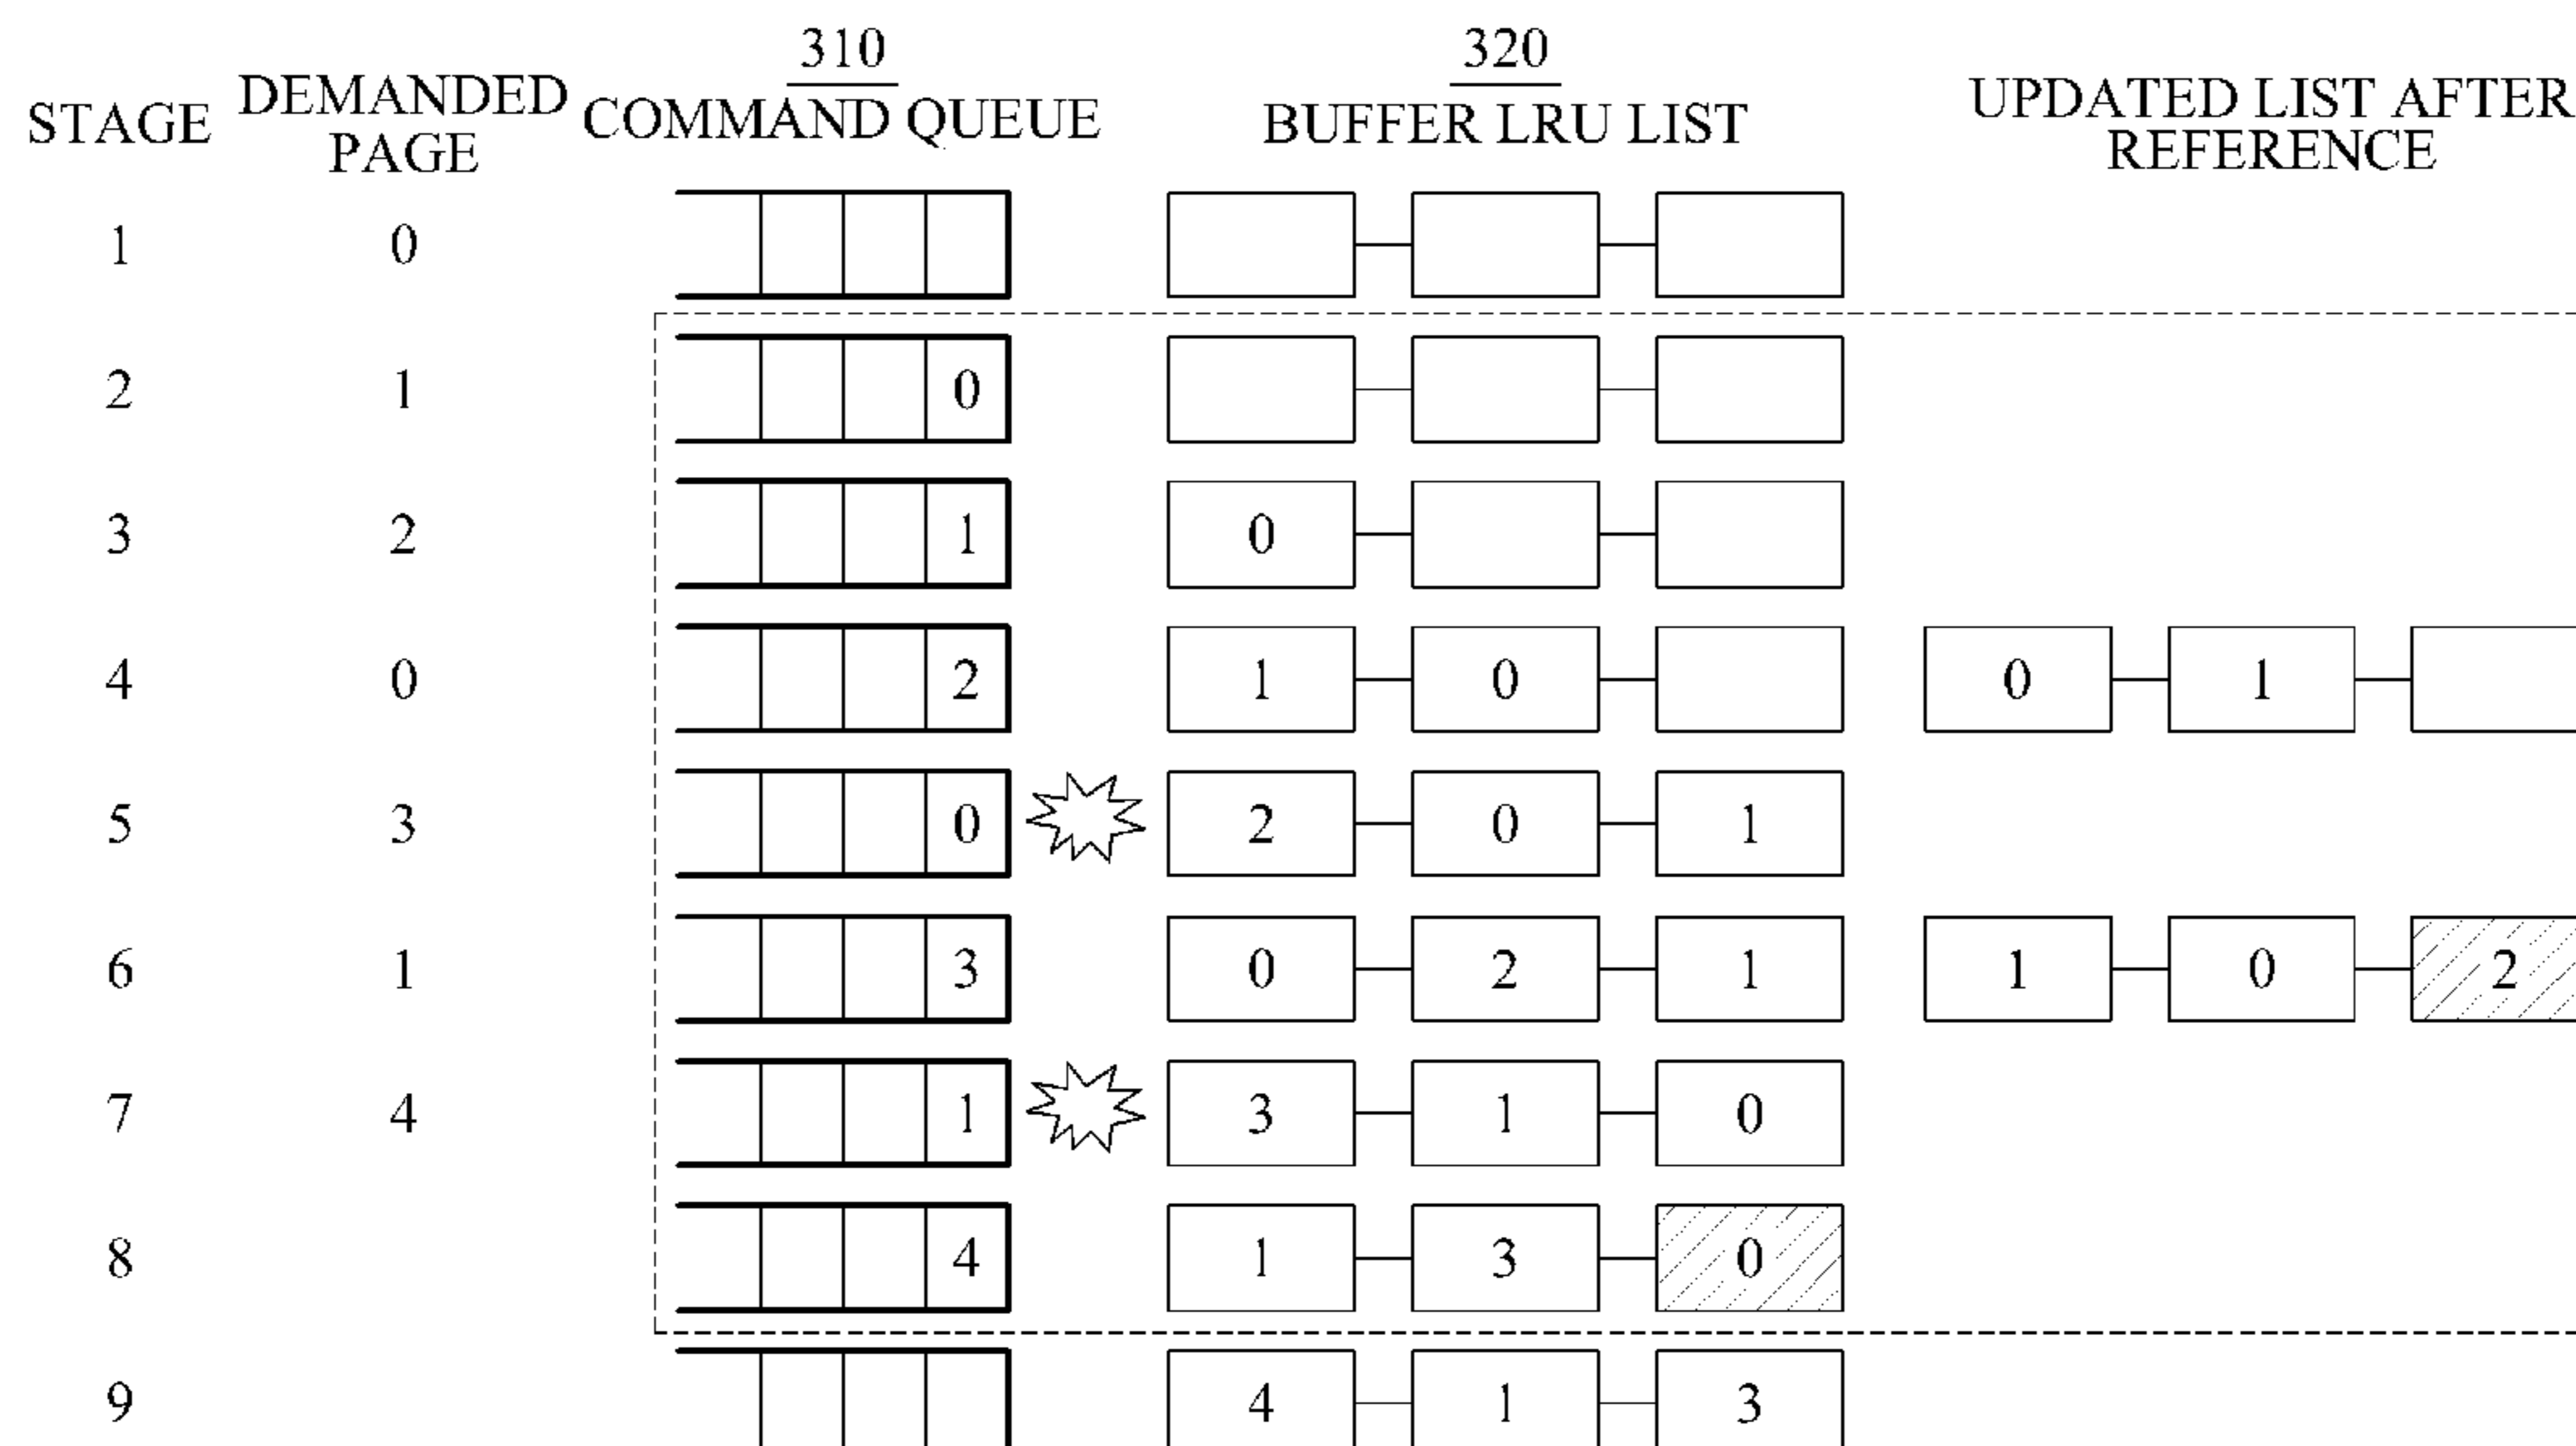 310
320
STAGE DEMANDED PAGE COMMAND QUEUE BUFFER LRU LIST UPDATED LIST AFTER REFERENCE
1 0
2 1 0
3 2 1 0
4 0 2 1 0 0 1
5 3 0 2 0 1
6 1 3 0 2 1 1 0 2
7 4 1 3 1 0
8 4 1 3 0
9 4 1 3